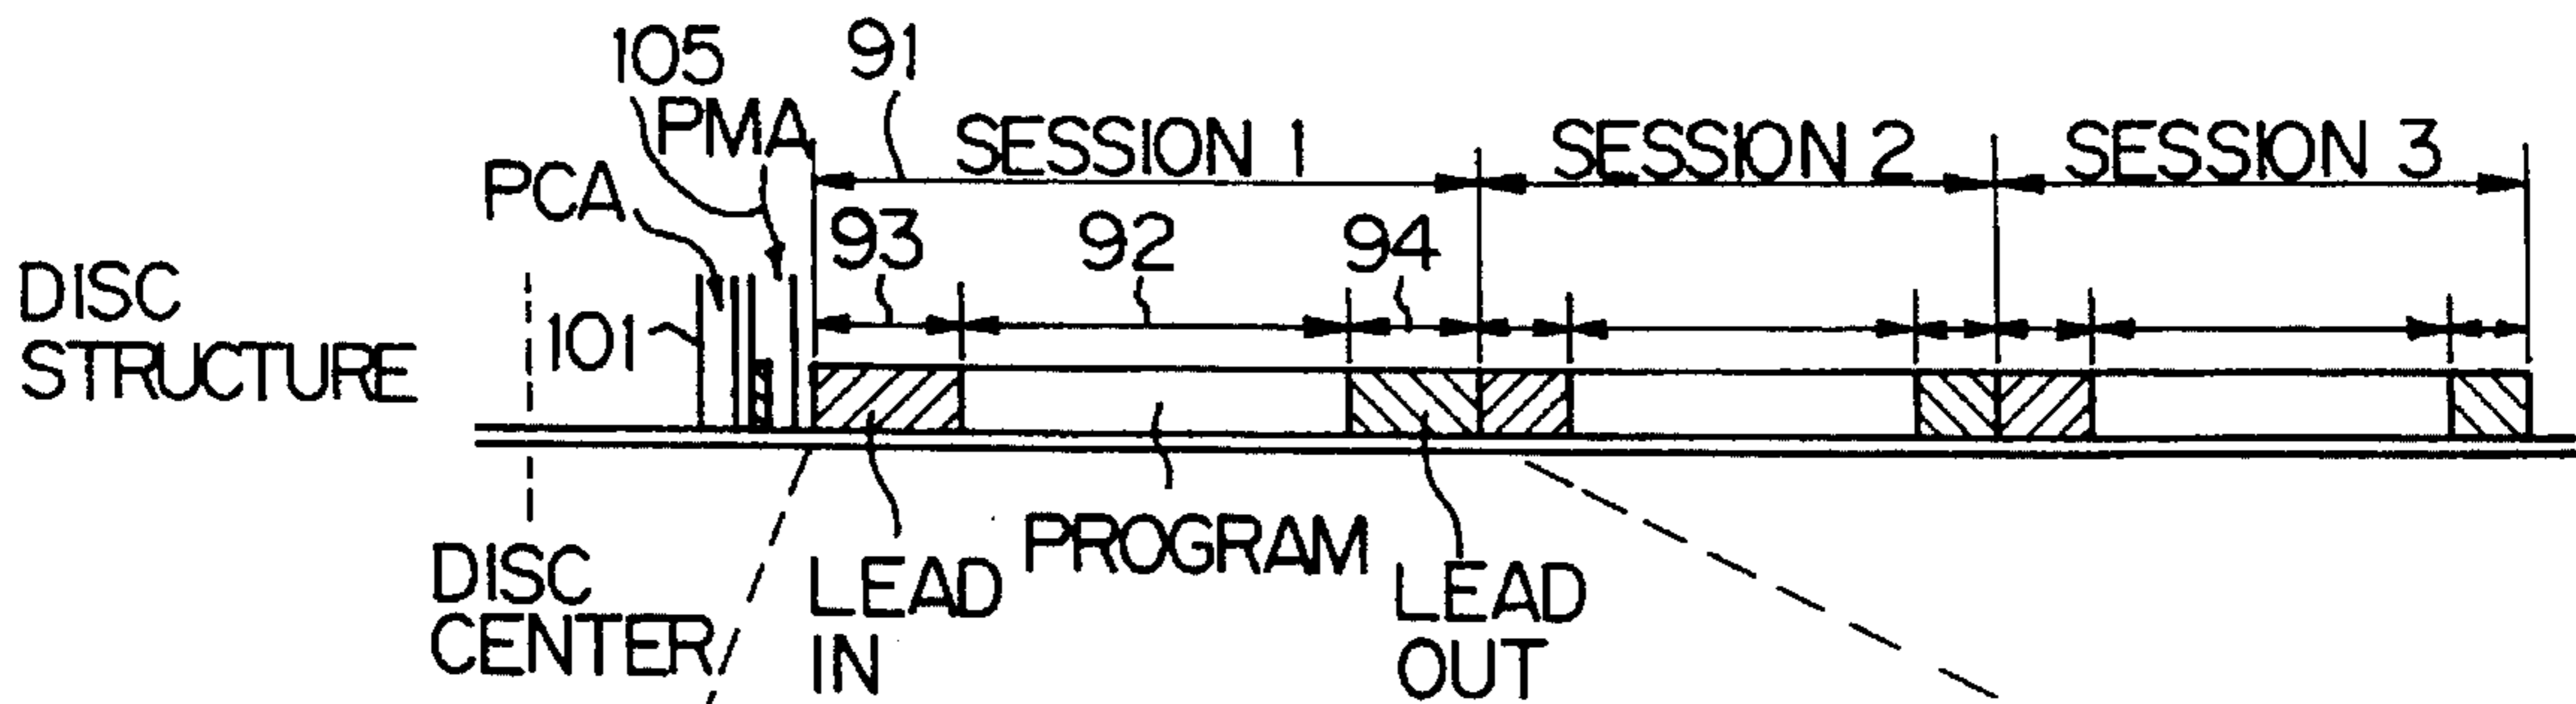 105
91
PMA
SESSION 1
SESSION 2
SESSION 3
PCA
93
92
94
DISC
STRUCTURE
101
DISC
CENTER
LEAD
IN
PROGRAM
LEAD
OUT